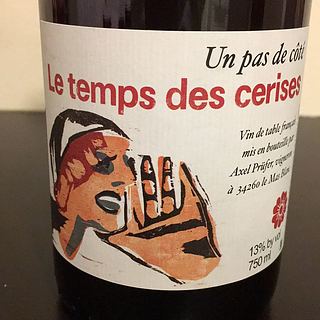 Un pas de côté
Le temps des cerises
Vin de table français
mis en bouteille par
Axel Prüfer, vigneron
à 34260 le Mas Blanc
13% by vol
750 ml